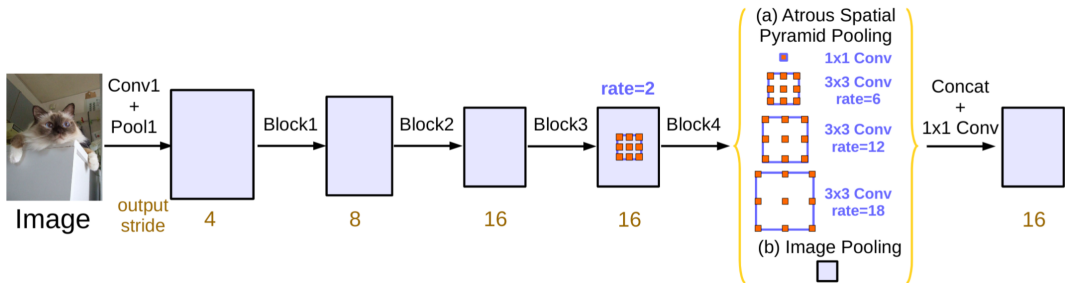 (a) Atrous Spatial
Pyramid Pooling
1x1 Conv
3x3 Conv
rate=6
3x3 Conv
rate=12
3x3 Conv
rate=18
(b) Image Pooling
Conv1
+
Pool1
Block1
Block2
Block3
rate=2
Block4
Concat
+
1x1 Conv
Image
output
stride
4
8
16
16
16